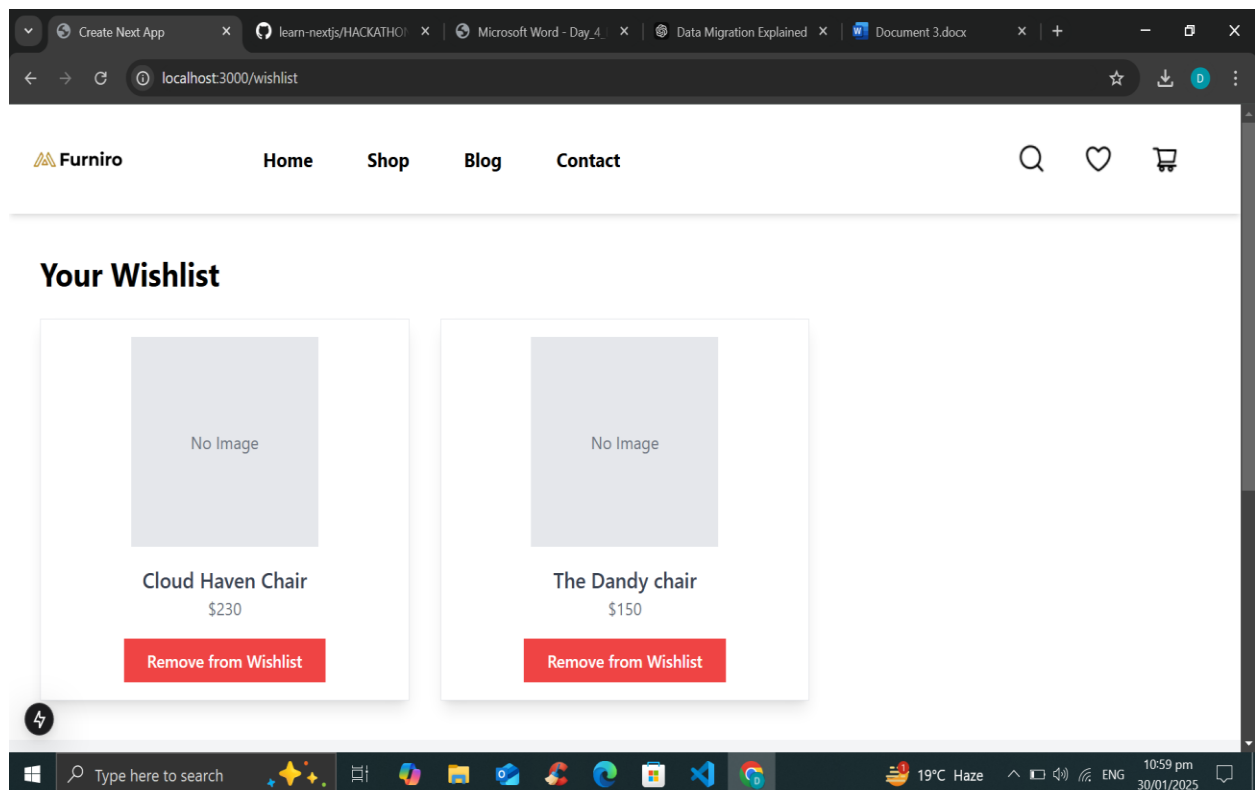 Create Next App
learn-nextjs/HACKATHON
Microsoft Word - Day_4_
Data Migration Explained
Document 3.docx
localhost:3000/wishlist
D
Furniro Home Shop Blog Contact
Your Wishlist
No Image No Image
Cloud Haven Chair The Dandy chair
$230 $150
Remove from Wishlist Remove from Wishlist
Type here to search
1
19°C Haze
ENG
10:59 pm
30/01/2025